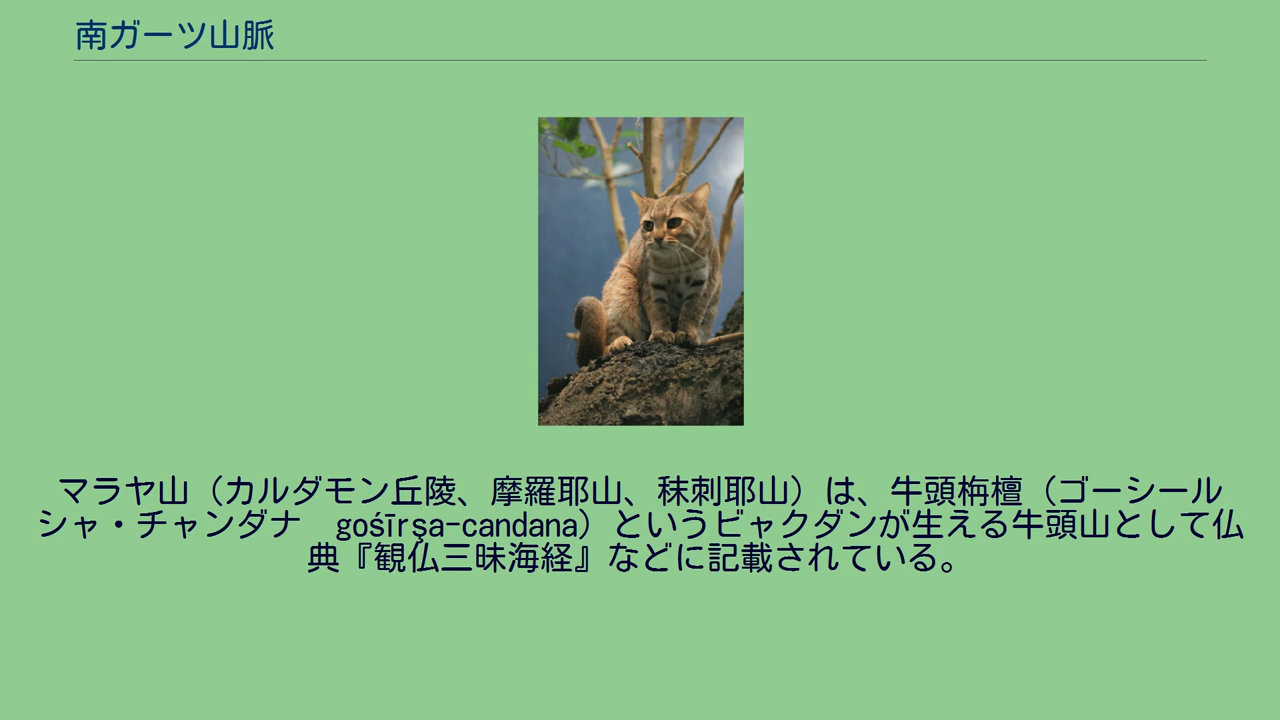 南ガーツ山脈
マラヤ山（カルダモン丘陵、摩羅耶山、秣刺耶山）は、牛頭栴檀（ゴーシール
シャ・チャンダナ　gośīrṣa-candana）というビャクダンが生える牛頭山として仏
典『観仏三昧海経』などに記載されている。